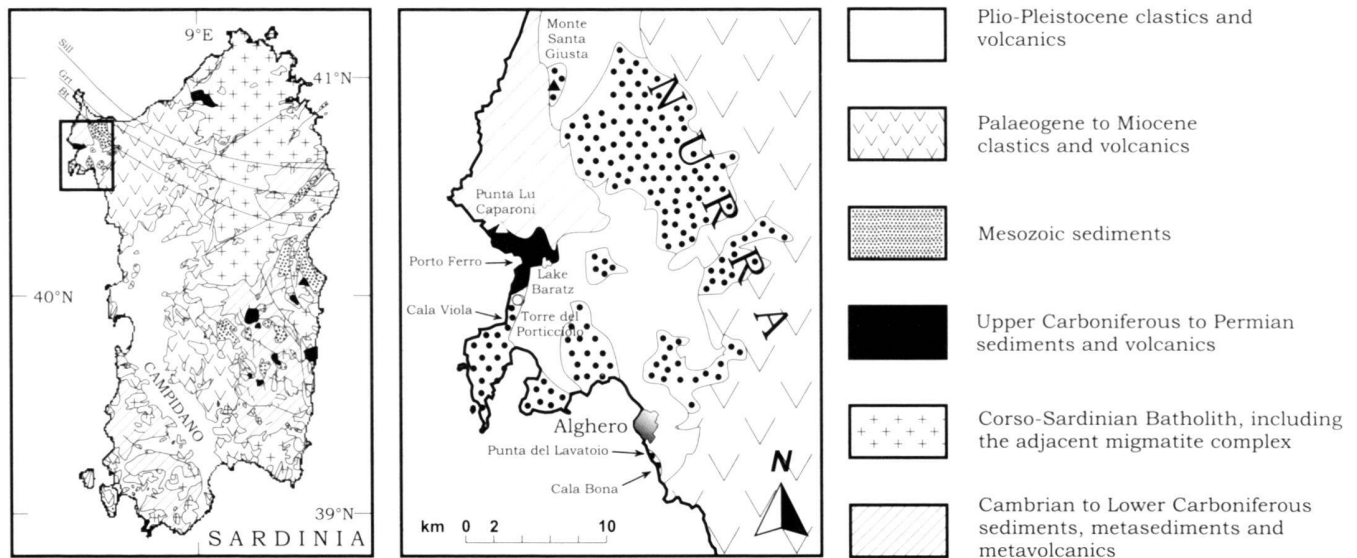 9°E
Sill
Grt
Bt
41°N
40°N
CAMPIDANO
39°N
SARDINIA
Monte
Santa
Giusta
NURRA
Punta Lu
Caparoni
Porto Ferro
Lake
Baratz
Cala Viola
Torre del
Porticciolo
Alghero
Punta del Lavatoio
Cala Bona
N
km 0 2 10
Plio-Pleistocene clastics and
volcanics
Palaeogene to Miocene
clastics and volcanics
Mesozoic sediments
Upper Carboniferous to Permian
sediments and volcanics
Corso-Sardinian Batholith, including
the adjacent migmatite complex
Cambrian to Lower Carboniferous
sediments, metasediments and
metavolcanics